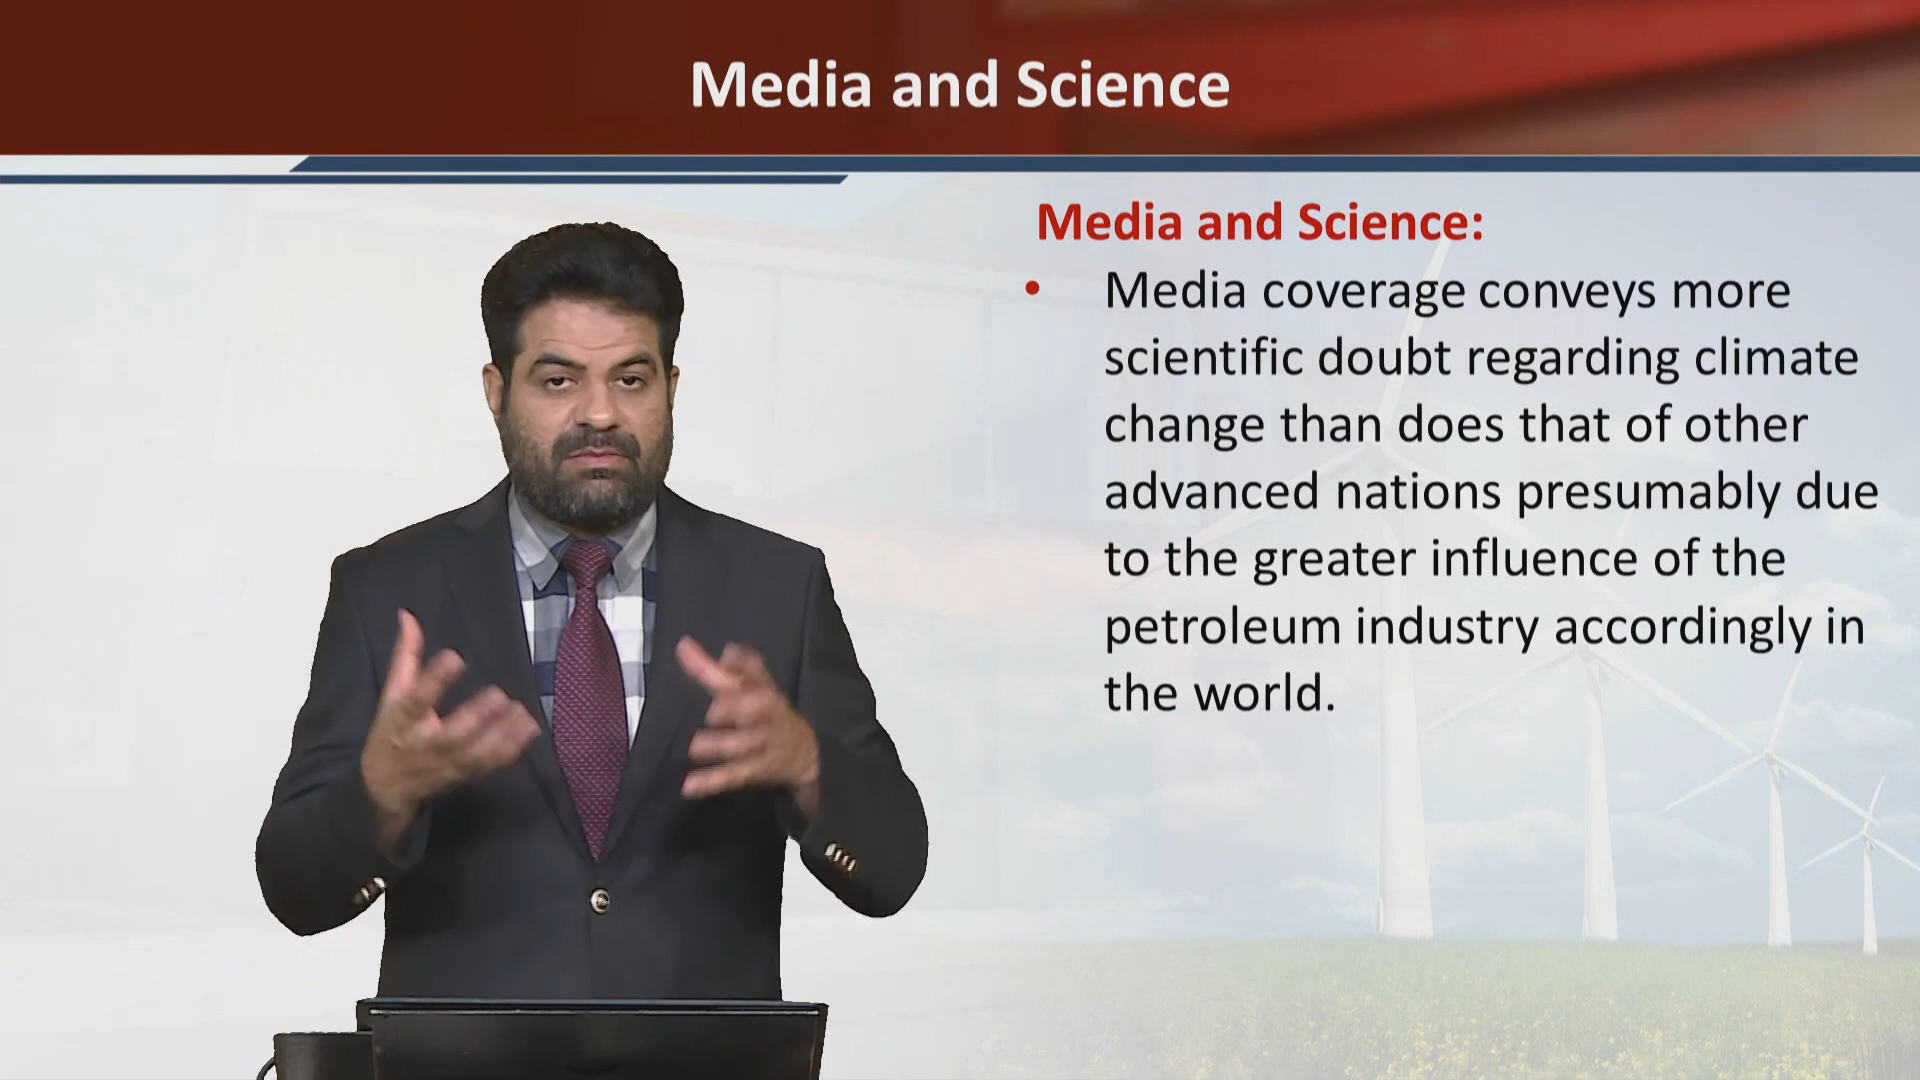 Media and Science
Media and Science:
• Media coverage conveys more
scientific doubt regarding climate
change than does that of other
advanced nations presumably due
to the greater influence of the
petroleum industry accordingly in
the world.